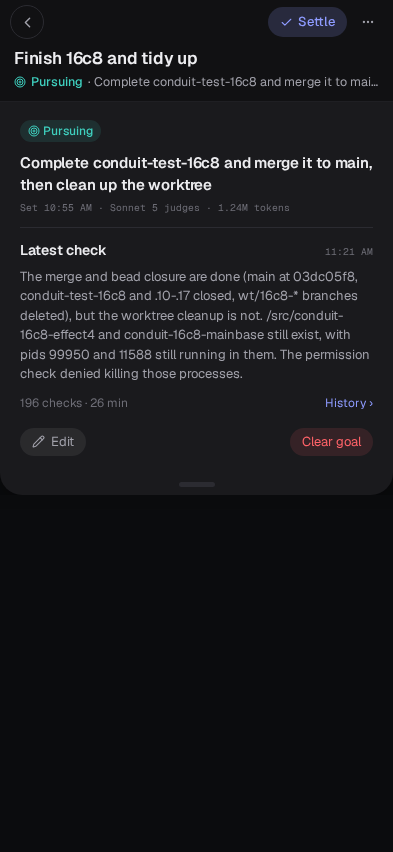 Settle
Finish 16c8 and tidy up
Pursuing · Complete conduit-test-16c8 and merge it to mai…
Pursuing
Complete conduit-test-16c8 and merge it to main,
then clean up the worktree
Set 10:55 AM · Sonnet 5 judges · 1.24M tokens
Latest check
11:21 AM
The merge and bead closure are done (main at 03dc05f8,
conduit-test-16c8 and .10-.17 closed, wt/16c8-* branches
deleted), but the worktree cleanup is not. /src/conduit-
16c8-effect4 and conduit-16c8-mainbase still exist, with
pids 99950 and 11588 still running in them. The permission
check denied killing those processes.
196 checks · 26 min
History ›
Edit
Clear goal